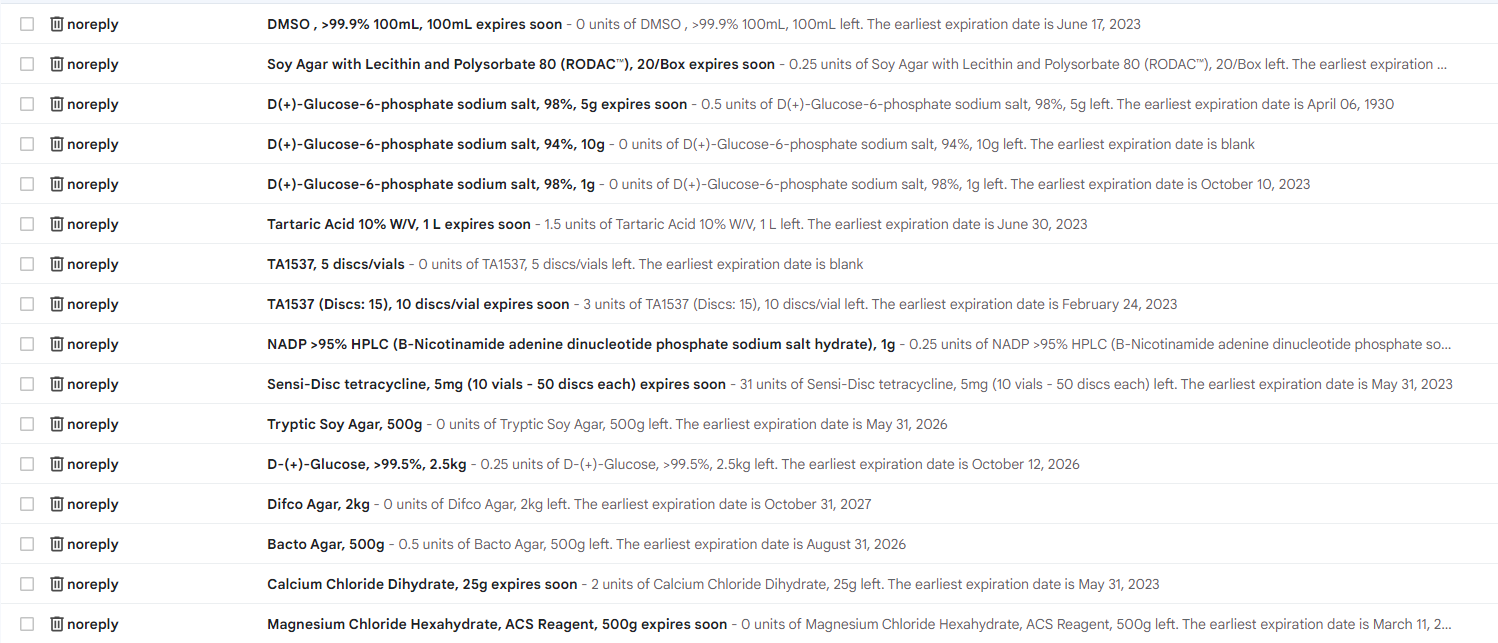 noreply DMSO , >99.9% 100mL, 100mL expires soon - 0 units of DMSO , >99.9% 100mL, 100mL left. The earliest expiration date is June 17, 2023
noreply Soy Agar with Lecithin and Polysorbate 80 (RODAC™), 20/Box expires soon - 0.25 units of Soy Agar with Lecithin and Polysorbate 80 (RODAC™), 20/Box left. The earliest expiration ...
noreply D(+)-Glucose-6-phosphate sodium salt, 98%, 5g expires soon - 0.5 units of D(+)-Glucose-6-phosphate sodium salt, 98%, 5g left. The earliest expiration date is April 06, 1930
noreply D(+)-Glucose-6-phosphate sodium salt, 94%, 10g - 0 units of D(+)-Glucose-6-phosphate sodium salt, 94%, 10g left. The earliest expiration date is blank
noreply D(+)-Glucose-6-phosphate sodium salt, 98%, 1g - 0 units of D(+)-Glucose-6-phosphate sodium salt, 98%, 1g left. The earliest expiration date is October 10, 2023
noreply Tartaric Acid 10% W/V, 1 L expires soon - 1.5 units of Tartaric Acid 10% W/V, 1 L left. The earliest expiration date is June 30, 2023
noreply TA1537, 5 discs/vials - 0 units of TA1537, 5 discs/vials left. The earliest expiration date is blank
noreply TA1537 (Discs: 15), 10 discs/vial expires soon - 3 units of TA1537 (Discs: 15), 10 discs/vial left. The earliest expiration date is February 24, 2023
noreply NADP >95% HPLC (B-Nicotinamide adenine dinucleotide phosphate sodium salt hydrate), 1g - 0.25 units of NADP >95% HPLC (B-Nicotinamide adenine dinucleotide phosphate so...
noreply Sensi-Disc tetracycline, 5mg (10 vials - 50 discs each) expires soon - 31 units of Sensi-Disc tetracycline, 5mg (10 vials - 50 discs each) left. The earliest expiration date is May 31, 2023
noreply Tryptic Soy Agar, 500g - 0 units of Tryptic Soy Agar, 500g left. The earliest expiration date is May 31, 2026
noreply D-(+)-Glucose, >99.5%, 2.5kg - 0.25 units of D-(+)-Glucose, >99.5%, 2.5kg left. The earliest expiration date is October 12, 2026
noreply Difco Agar, 2kg - 0 units of Difco Agar, 2kg left. The earliest expiration date is October 31, 2027
noreply Bacto Agar, 500g - 0.5 units of Bacto Agar, 500g left. The earliest expiration date is August 31, 2026
noreply Calcium Chloride Dihydrate, 25g expires soon - 2 units of Calcium Chloride Dihydrate, 25g left. The earliest expiration date is May 31, 2023
noreply Magnesium Chloride Hexahydrate, ACS Reagent, 500g expires soon - 0 units of Magnesium Chloride Hexahydrate, ACS Reagent, 500g left. The earliest expiration date is March 11, 2...